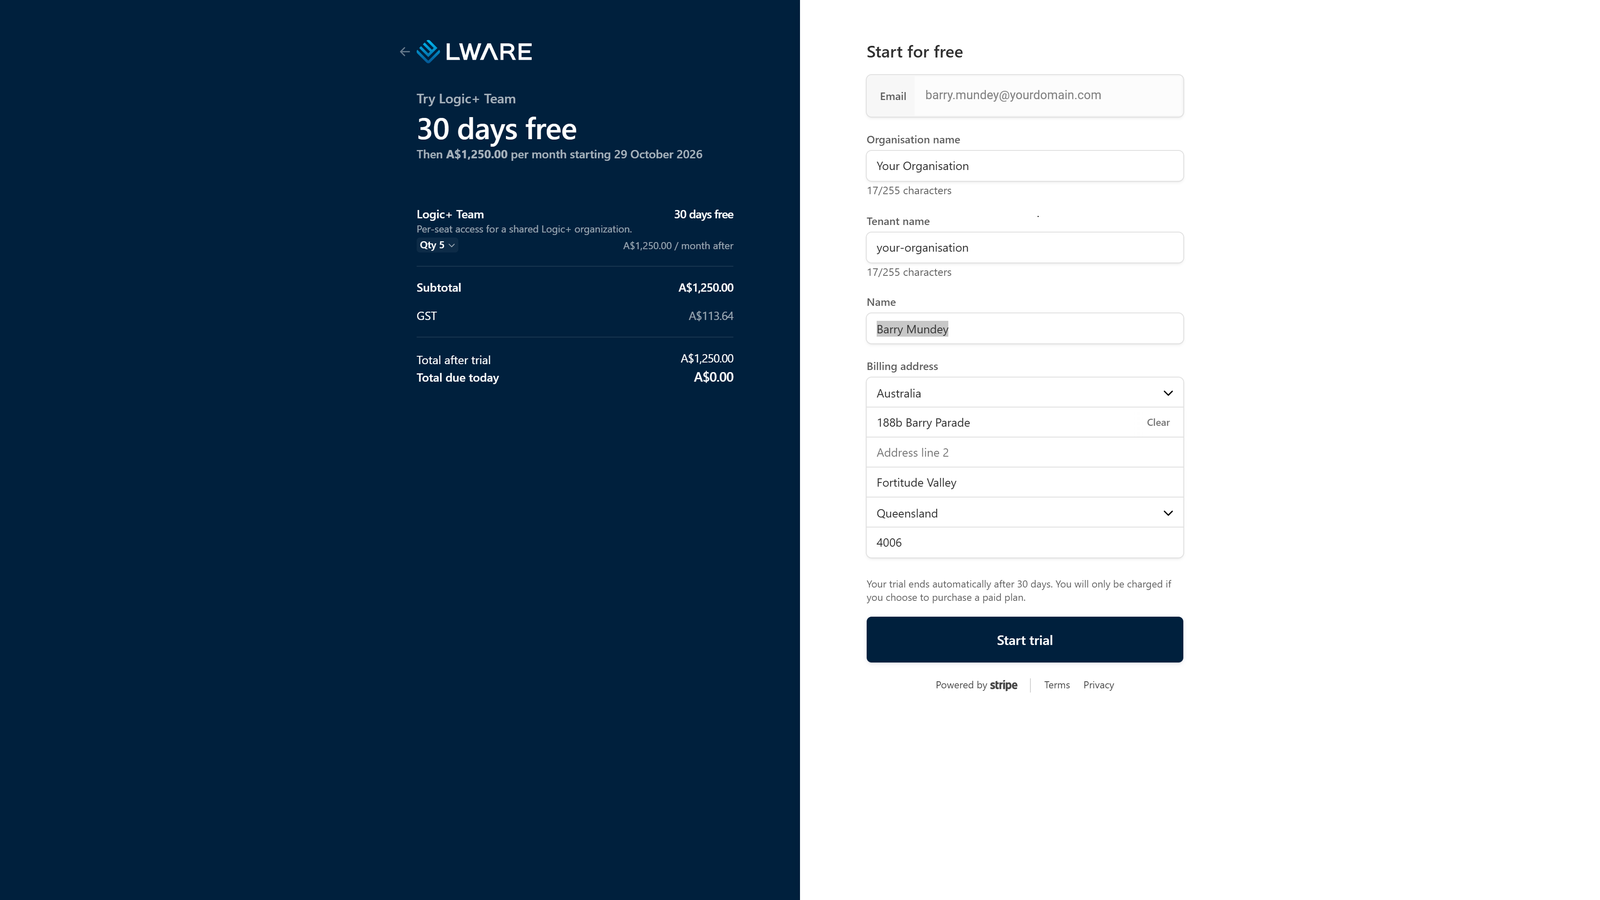 LWARE
Try Logic+ Team
30 days free
Then A$1,250.00 per month starting 29 October 2026
Logic+ Team 30 days free
Per-seat access for a shared Logic+ organization.
Qty 5 A$1,250.00 / month after
Subtotal A$1,250.00
GST A$113.64
Total after trial A$1,250.00
Total due today A$0.00
Start for free
Email barry.mundey@yourdomain.com
Organisation name
Your Organisation
17/255 characters
Tenant name
your-organisation
17/255 characters
Name
Barry Mundey
Billing address
Australia
188b Barry Parade Clear
Address line 2
Fortitude Valley
Queensland
4006
Your trial ends automatically after 30 days. You will only be charged if
you choose to purchase a paid plan.
Start trial
Powered by stripe Terms Privacy